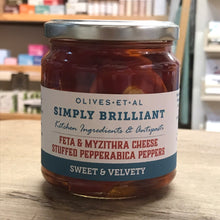 OLIVES·ET·AL
SIMPLY BRILLIANT
Kitchen Ingredients & Antipasti
FETA & MYZITHRA CHEESE
STUFFED PEPPERABICA PEPPERS
SWEET & VELVETY